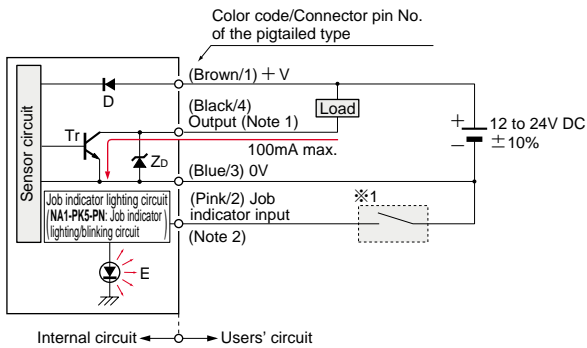 Color code/Connector pin No.
of the pigtailed type
(Brown/1) + V
D
(Black/4)
Output (Note 1)
Load
Tr
ZD
100mA max.
+
−
12 to 24V DC
±10%
Sensor circuit
(Blue/3) 0V
Job indicator lighting circuit
(NA1-PK5-PN: Job indicator
lighting/blinking circuit)
(Pink/2) Job
indicator input
(Note 2)
※1
E
Internal circuit
Users' circuit